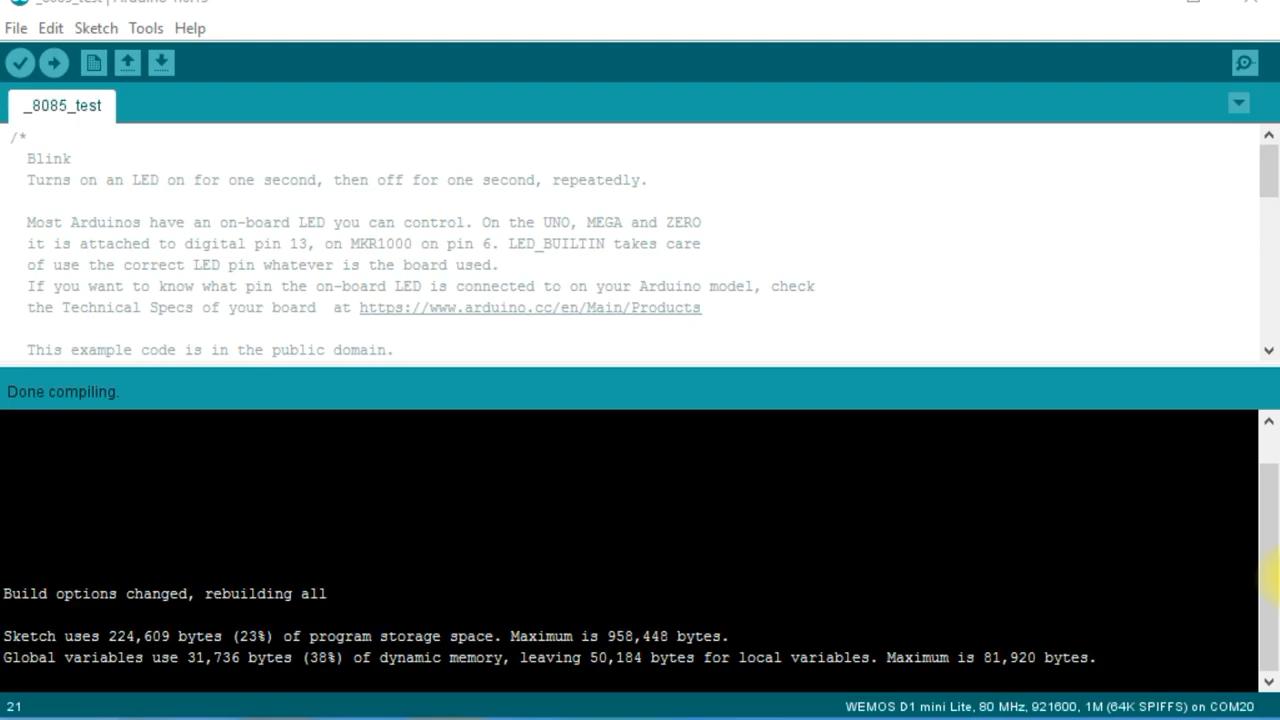 File Edit Sketch Tools Help
_8085_test
/*
Blink
Turns on an LED on for one second, then off for one second, repeatedly.
Most Arduinos have an on-board LED you can control. On the UNO, MEGA and ZERO
it is attached to digital pin 13, on MKR1000 on pin 6. LED_BUILTIN takes care
of use the correct LED pin whatever is the board used.
If you want to know what pin the on-board LED is connected to on your Arduino model, check
the Technical Specs of your board  at https://www.arduino.cc/en/Main/Products
This example code is in the public domain.
Done compiling.
Build options changed, rebuilding all
Sketch uses 224,609 bytes (23%) of program storage space. Maximum is 958,448 bytes.
Global variables use 31,736 bytes (38%) of dynamic memory, leaving 50,184 bytes for local variables. Maximum is 81,920 bytes.
21 WEMOS D1 mini Lite, 80 MHz, 921600, 1M (64K SPIFFS) on COM20